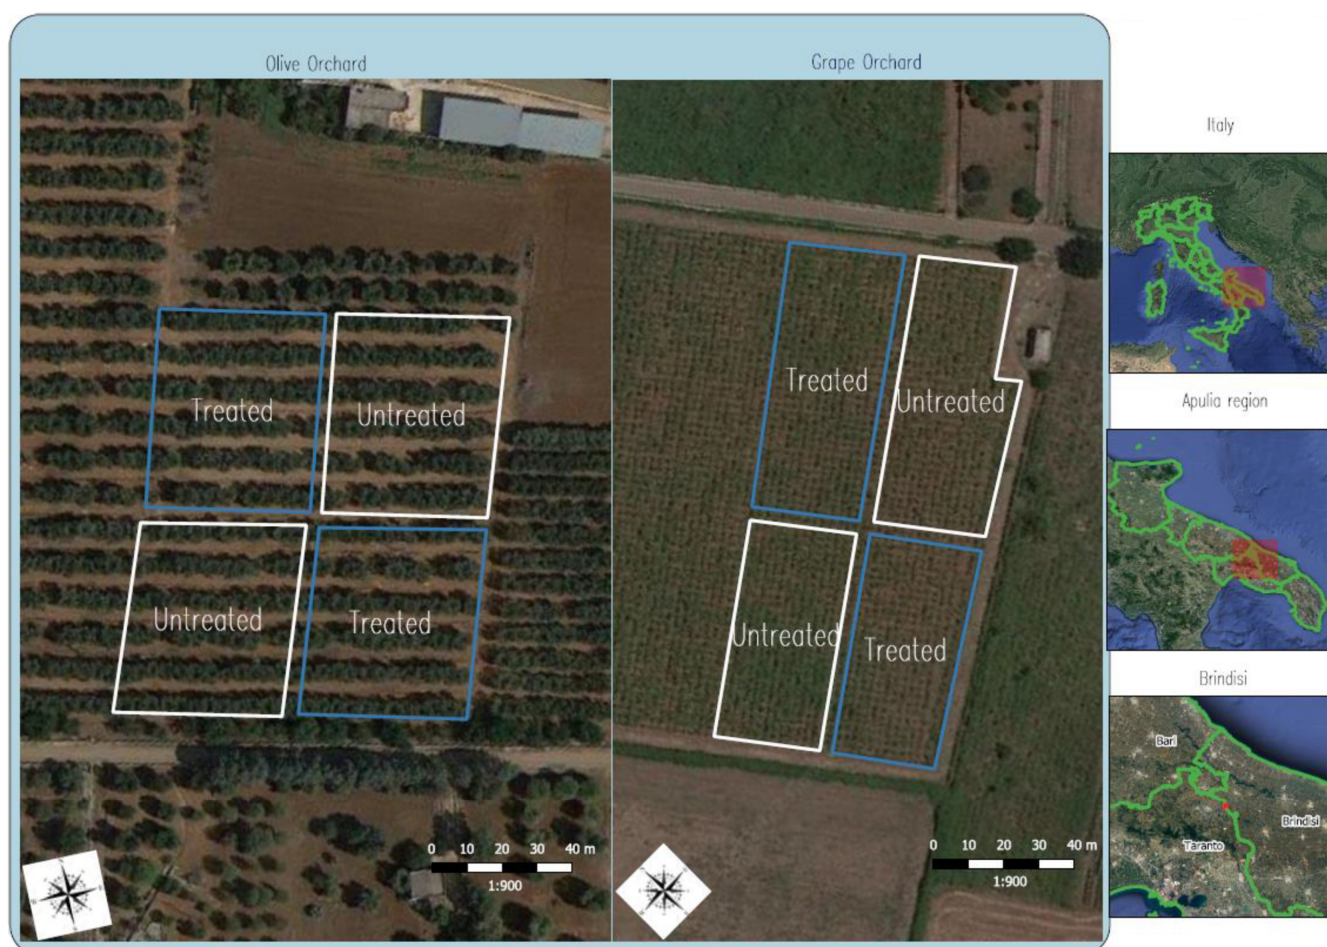 Olive Orchard
Grape Orchard
Treated
Untreated
Untreated
Treated
Treated
Untreated
Untreated
Treated
0 10 20 30 40 m
1:900
0 10 20 30 40 m
1:900
Italy
Apulia region
Brindisi
Bari
Brindisi
Taranto